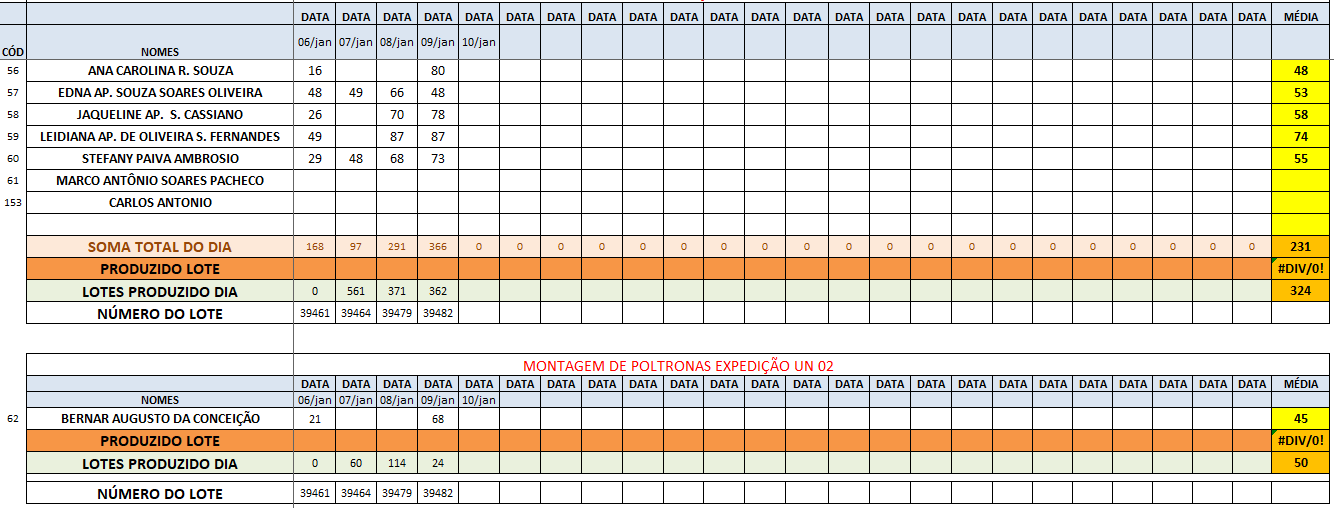 DATA DATA DATA DATA DATA DATA DATA DATA DATA DATA DATA DATA DATA DATA DATA DATA DATA DATA DATA DATA DATA DATA DATA DATA MÉDIA
CÓD NOMES 06/jan 07/jan 08/jan 09/jan 10/jan
56 ANA CAROLINA R. SOUZA 16 80 48
57 EDNA AP. SOUZA SOARES OLIVEIRA 48 49 66 48 53
58 JAQUELINE AP. S. CASSIANO 26 70 78 58
59 LEIDIANA AP. DE OLIVEIRA S. FERNANDES 49 87 87 74
60 STEFANY PAIVA AMBROSIO 29 48 68 73 55
61 MARCO ANTÔNIO SOARES PACHECO
153 CARLOS ANTONIO
SOMA TOTAL DO DIA 168 97 291 366 0 0 0 0 0 0 0 0 0 0 0 0 0 0 0 0 0 0 0 0 231
PRODUZIDO LOTE #DIV/0!
LOTES PRODUZIDO DIA 0 561 371 362 324
NÚMERO DO LOTE 39461 39464 39479 39482
MONTAGEM DE POLTRONAS EXPEDIÇÃO UN 02
DATA DATA DATA DATA DATA DATA DATA DATA DATA DATA DATA DATA DATA DATA DATA DATA DATA DATA DATA DATA DATA DATA DATA DATA MÉDIA
NOMES 06/jan 07/jan 08/jan 09/jan 10/jan
62 BERNAR AUGUSTO DA CONCEIÇÃO 21 68 45
PRODUZIDO LOTE #DIV/0!
LOTES PRODUZIDO DIA 0 60 114 24 50
NÚMERO DO LOTE 39461 39464 39479 39482